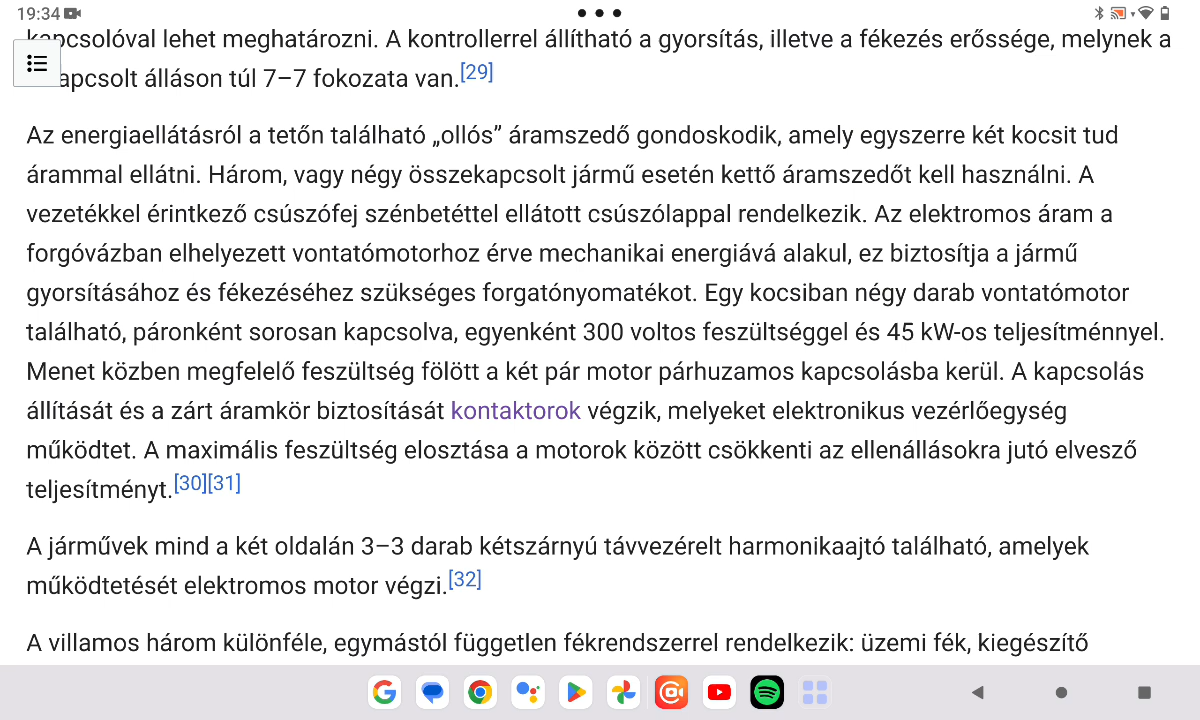 19:34
kapcsolóval lehet meghatározni. A kontrollerrel állítható a gyorsítás, illetve a fékezés erőssége, melynek a
apcsolt álláson túl 7–7 fokozata van.[29]
Az energiaellátásról a tetőn található „ollós” áramszedő gondoskodik, amely egyszerre két kocsit tud
árammal ellátni. Három, vagy négy összekapcsolt jármű esetén kettő áramszedőt kell használni. A
vezetékkel érintkező csúszófej szénbetéttel ellátott csúszólappal rendelkezik. Az elektromos áram a
forgóvázban elhelyezett vontatómotorhoz érve mechanikai energiává alakul, ez biztosítja a jármű
gyorsításához és fékezéséhez szükséges forgatónyomatékot. Egy kocsiban négy darab vontatómotor
található, páronként sorosan kapcsolva, egyenként 300 voltos feszültséggel és 45 kW-os teljesítménnyel.
Menet közben megfelelő feszültség fölött a két pár motor párhuzamos kapcsolásba kerül. A kapcsolás
állítását és a zárt áramkör biztosítását kontaktorok végzik, melyeket elektronikus vezérlőegység
működtet. A maximális feszültség elosztása a motorok között csökkenti az ellenállásokra jutó elvesző
teljesítményt.[30][31]
A járművek mind a két oldalán 3–3 darab kétszárnyú távvezérelt harmonikaajtó található, amelyek
működtetését elektromos motor végzi.[32]
A villamos három különféle, egymástól független fékrendszerrel rendelkezik: üzemi fék, kiegészítő